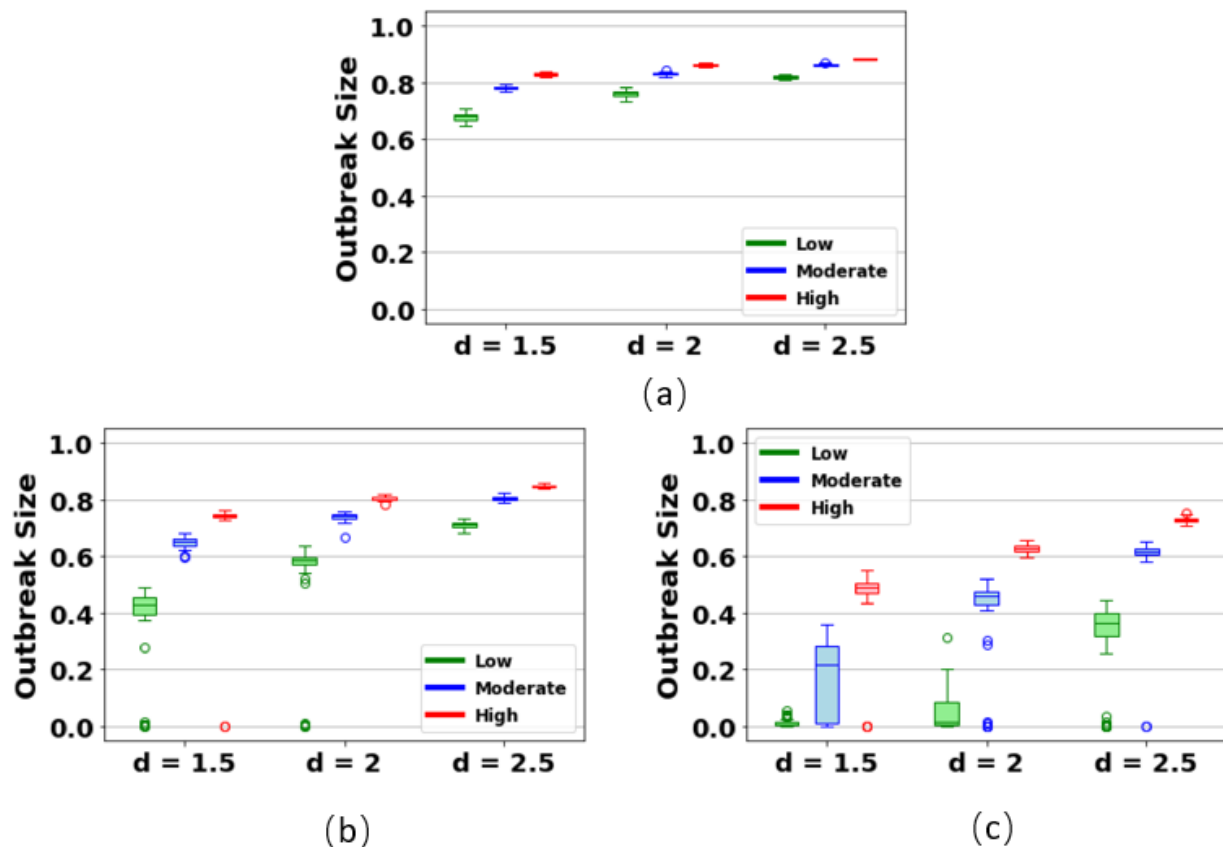 Outbreak Size
1.0
0.8
0.6
0.4
0.2
0.0
Low
Moderate
High
d = 1.5
d = 2
d = 2.5
(a)
Outbreak Size
1.0
0.8
0.6
0.4
0.2
0.0
Low
Moderate
High
d = 1.5
d = 2
d = 2.5
(b)
Outbreak Size
1.0
0.8
0.6
0.4
0.2
0.0
Low
Moderate
High
d = 1.5
d = 2
d = 2.5
(c)